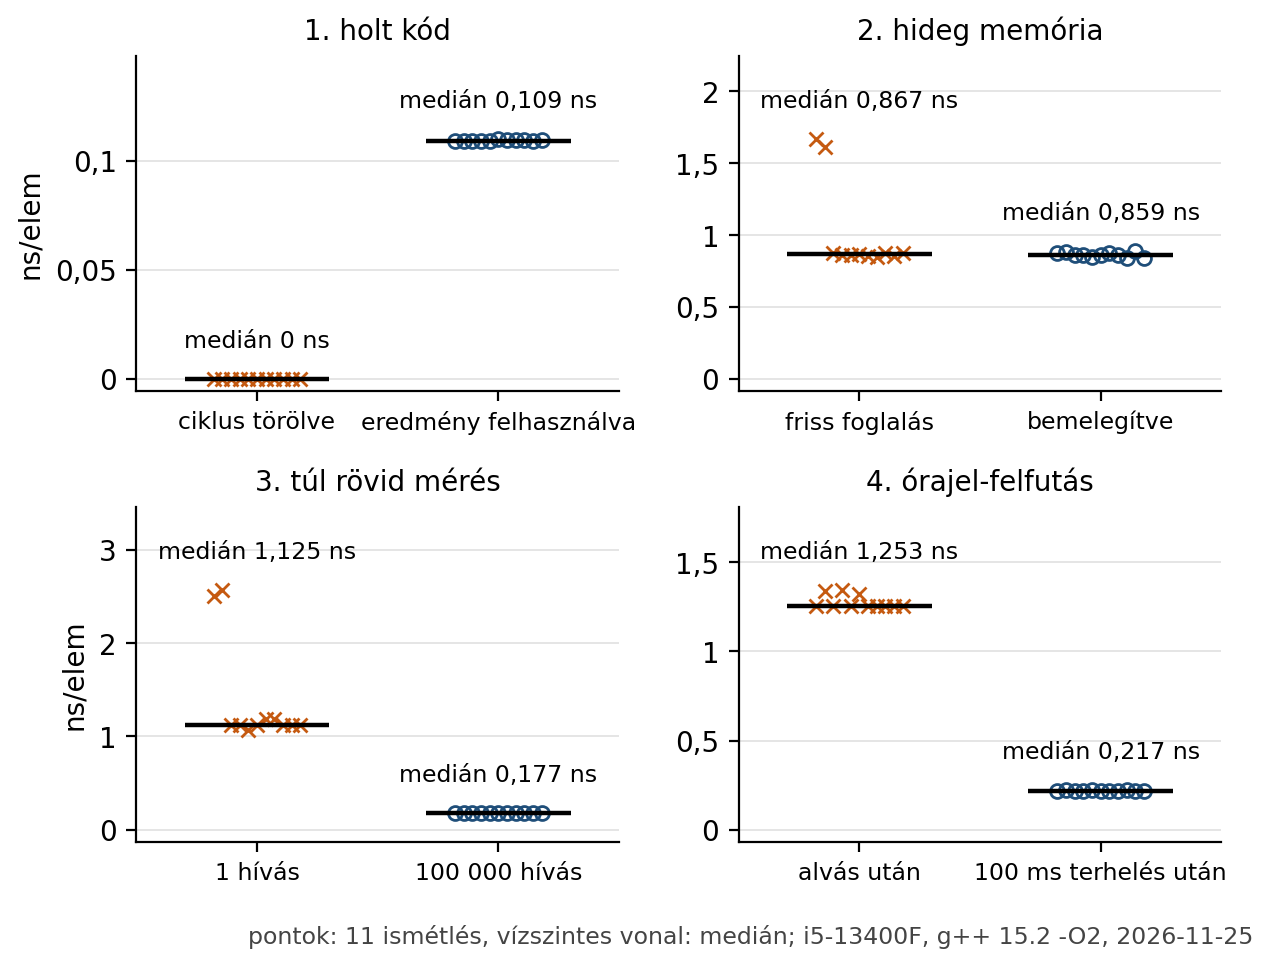 1. holt kód
ns/elem
0,1
0,05
0
medián 0,109 ns
medián 0 ns
ciklus törölve
eredmény felhasználva
2. hideg memória
2
1,5
1
0,5
0
medián 0,867 ns
medián 0,859 ns
friss foglalás
bemelegítve
3. túl rövid mérés
ns/elem
3
2
1
0
medián 1,125 ns
medián 0,177 ns
1 hívás
100 000 hívás
4. órajel-felfutás
1,5
1
0,5
0
medián 1,253 ns
medián 0,217 ns
alvás után
100 ms terhelés után
pontok: 11 ismétlés, vízszintes vonal: medián; i5-13400F, g++ 15.2 -O2, 2026-11-25